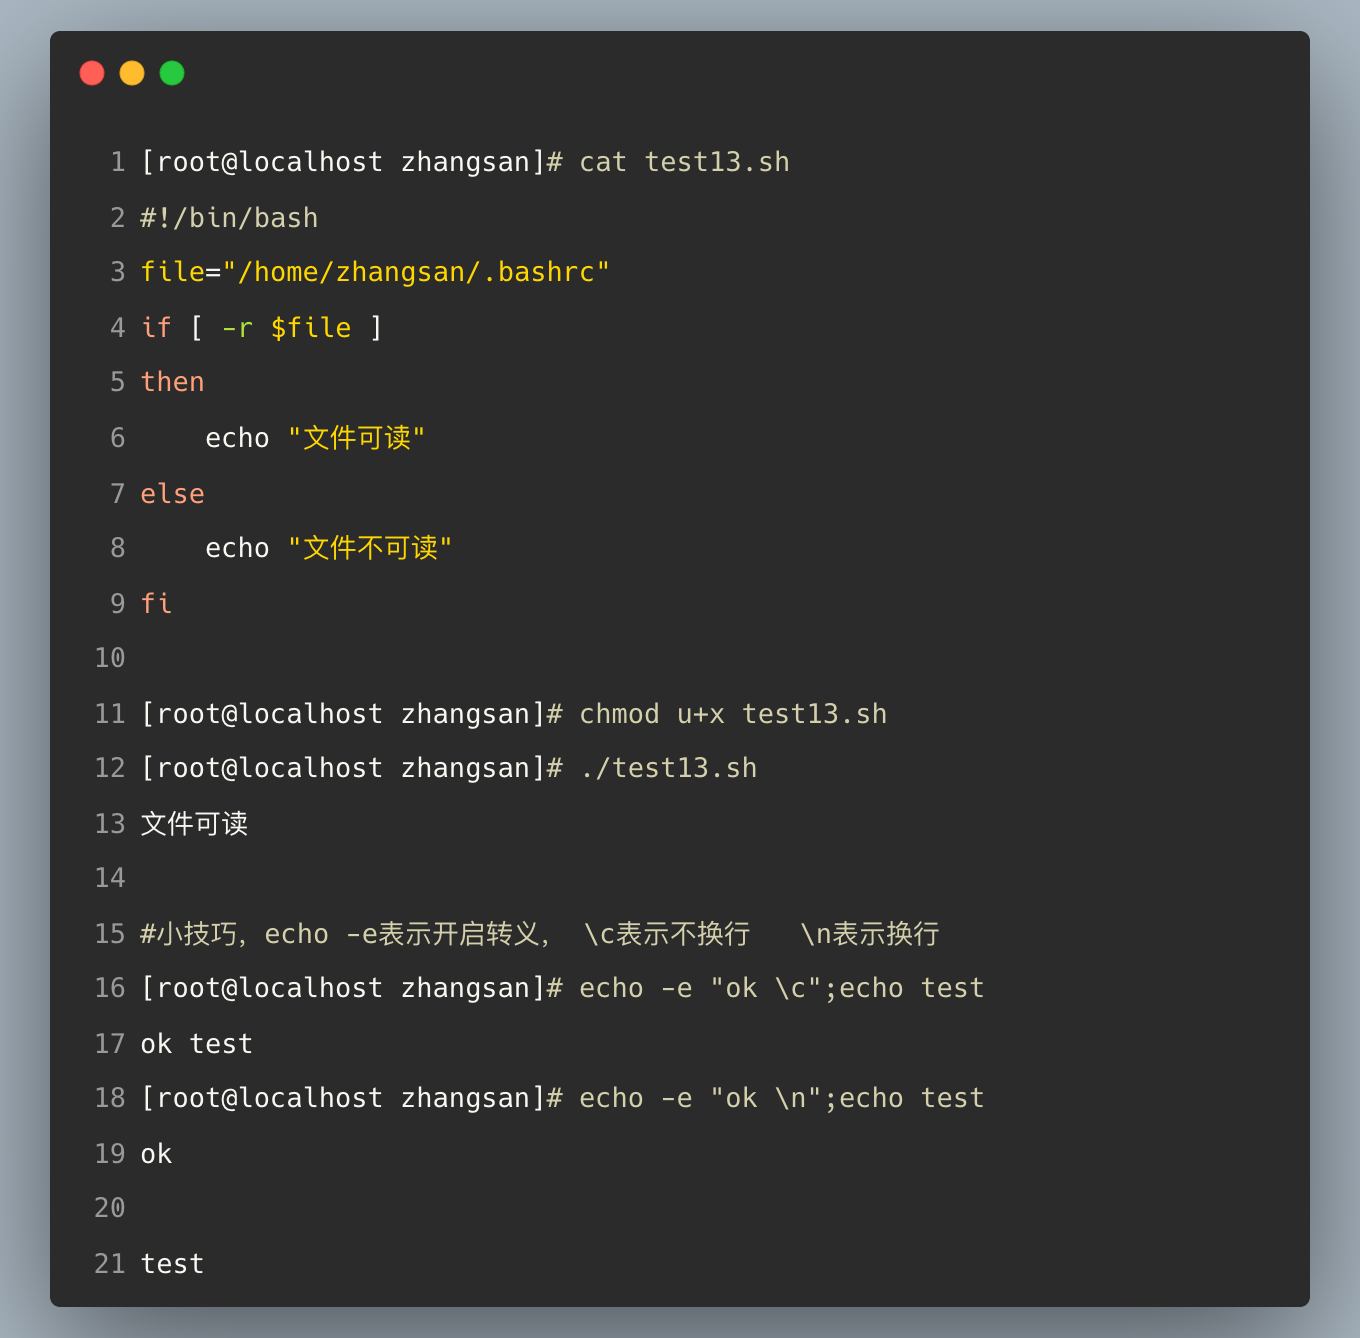 1 [root@localhost zhangsan]# cat test13.sh
2 #!/bin/bash
3 file="/home/zhangsan/.bashrc"
4 if [ -r $file ]
5 then
6     echo "文件可读"
7 else
8     echo "文件不可读"
9 fi
10
11 [root@localhost zhangsan]# chmod u+x test13.sh
12 [root@localhost zhangsan]# ./test13.sh
13 文件可读
14
15 #小技巧，echo -e表示开启转义， \c表示不换行   \n表示换行
16 [root@localhost zhangsan]# echo -e "ok \c";echo test
17 ok test
18 [root@localhost zhangsan]# echo -e "ok \n";echo test
19 ok
20
21 test